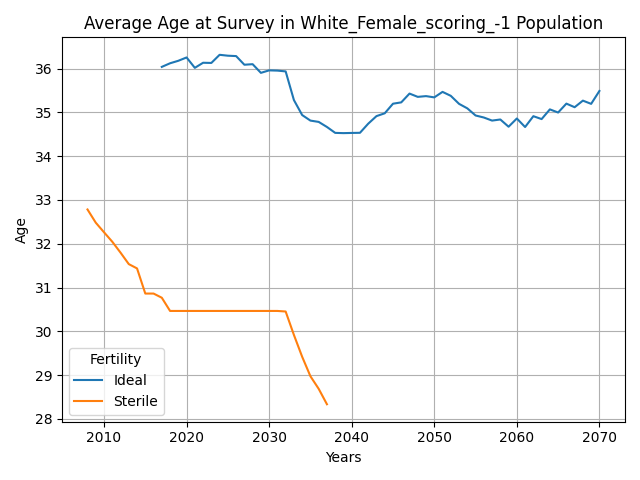 Average Age at Survey in White_Female_scoring_-1 Population
Age
36
35
34
33
32
31
30
29
28
Fertility
Ideal
Sterile
2010 2020 2030 2040 2050 2060 2070
Years